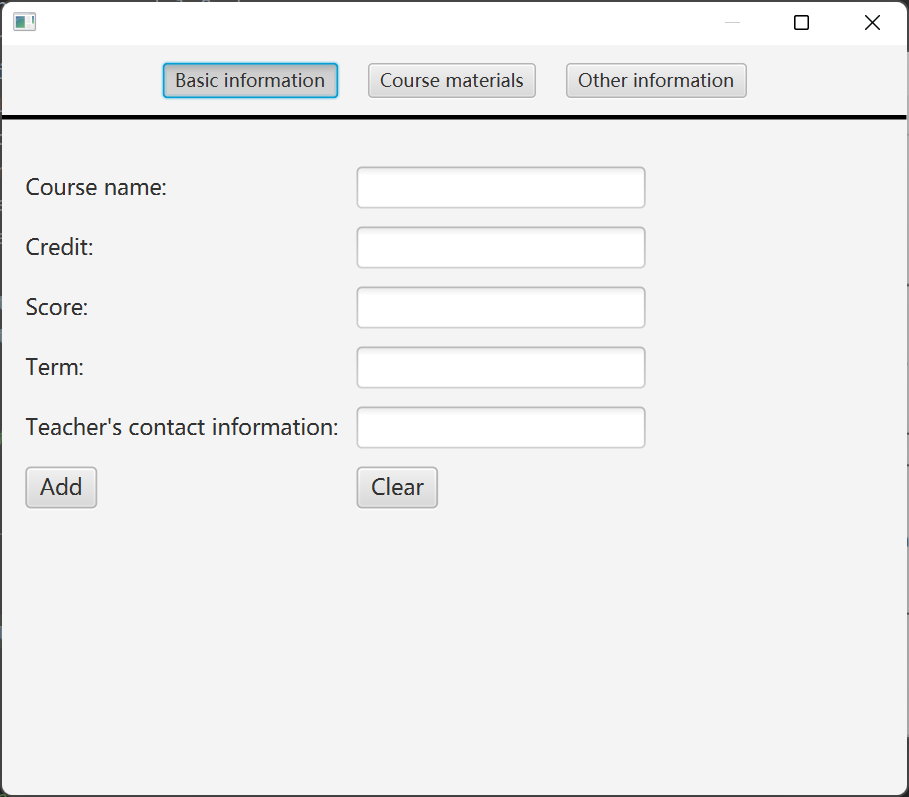 Basic information Course materials Other information
Course name:
Credit:
Score:
Term:
Teacher's contact information:
Add Clear